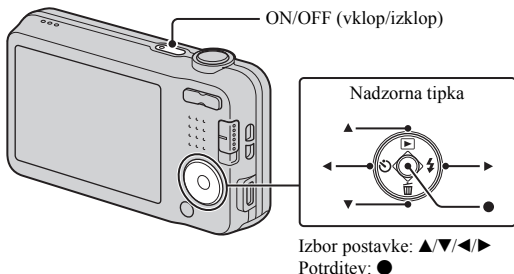 ON/OFF (vklop/izklop)
Nadzorna tipka
▲
◄ ►
▼ ●
Izbor postavke: ▲/▼/◄/►
Potrditev: ●